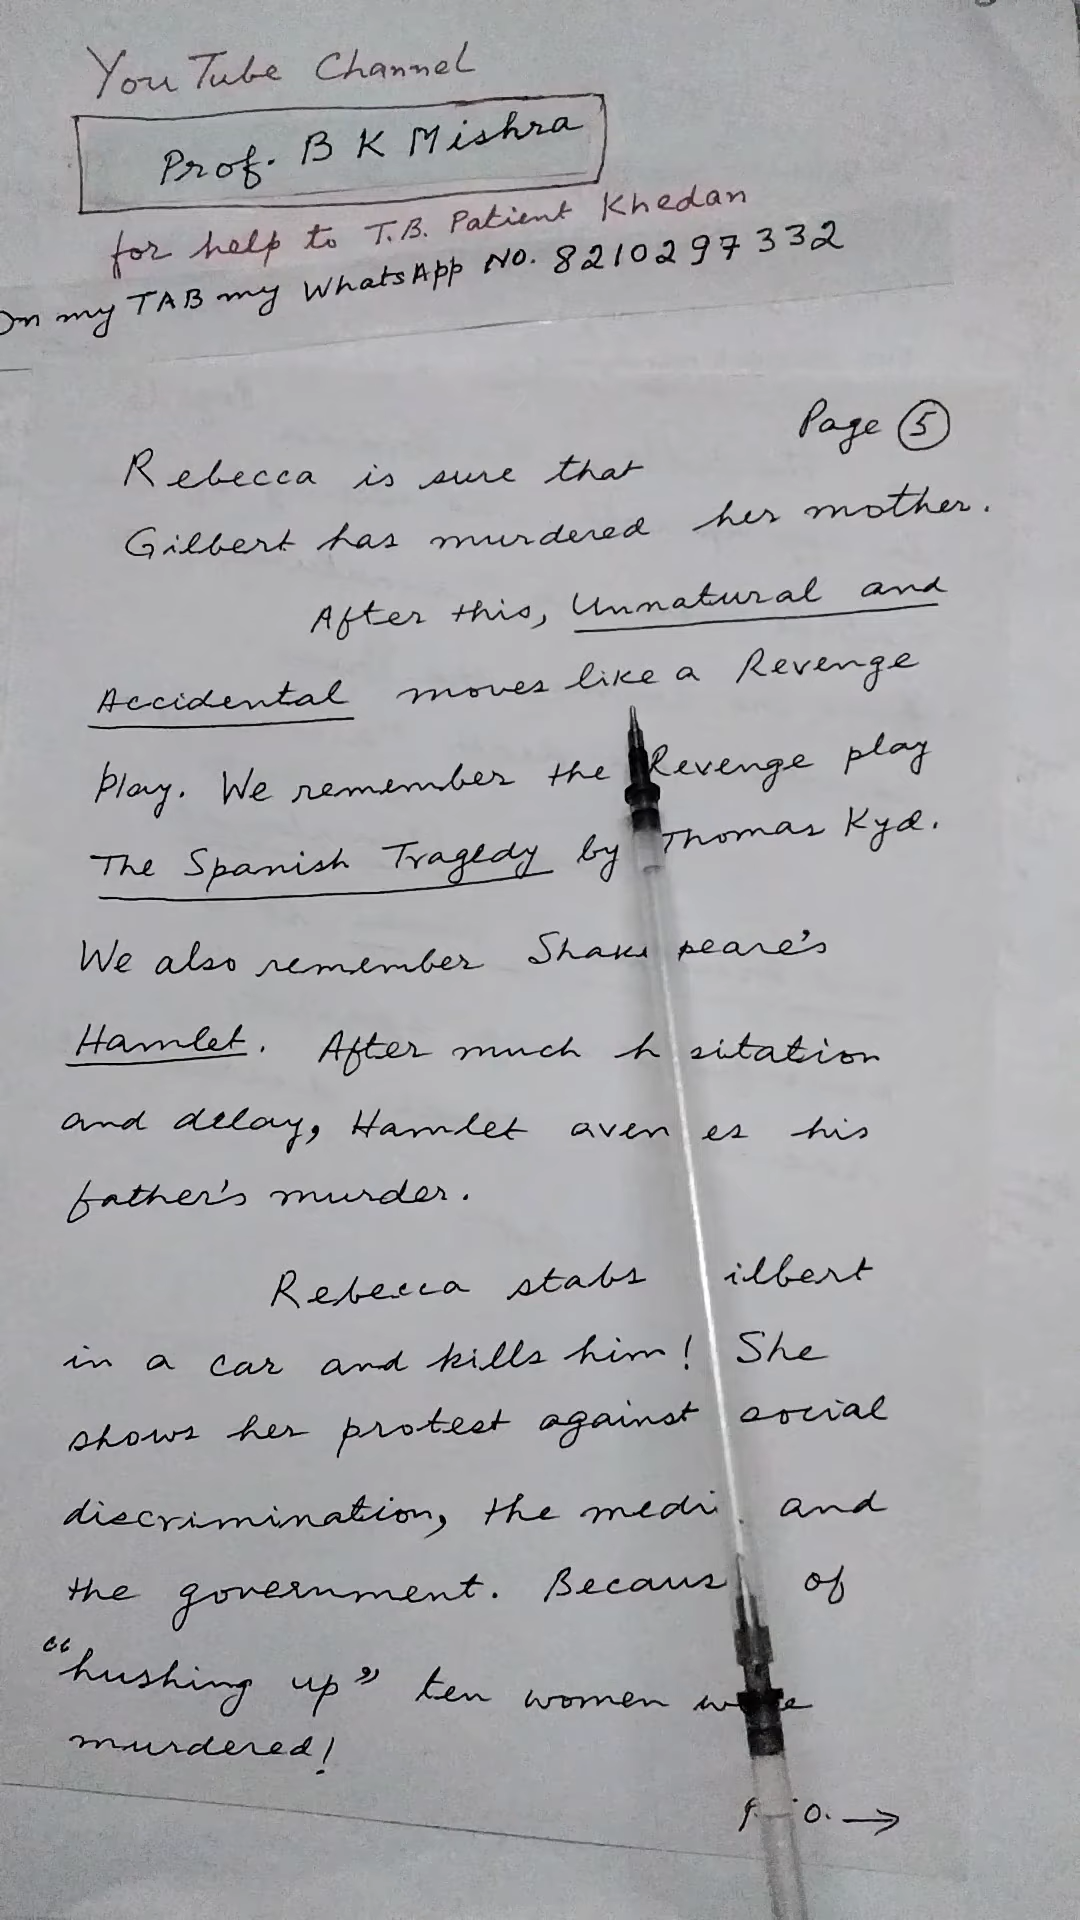 YouTube Channel
Prof. B K Mishra
for help to T.B. Patient Khedan
On my TAB my WhatsApp NO. 8210297332
Page 5
Rebecca is sure that
Gilbert has murdered her mother.
After this, Unnatural and
Accidental moves like a Revenge
Play. We remember the Revenge play
The Spanish Tragedy by Thomas Kyd.
We also remember Shakespeare's
Hamlet. After much hesitation
and delay, Hamlet avenges his
father's murder.
Rebecca stabs Gilbert
in a car and kills him! She
shows her protest against social
discrimination, the media and
the government. Because of
"hushing up" ten women were
murdered!
P.T.O. →